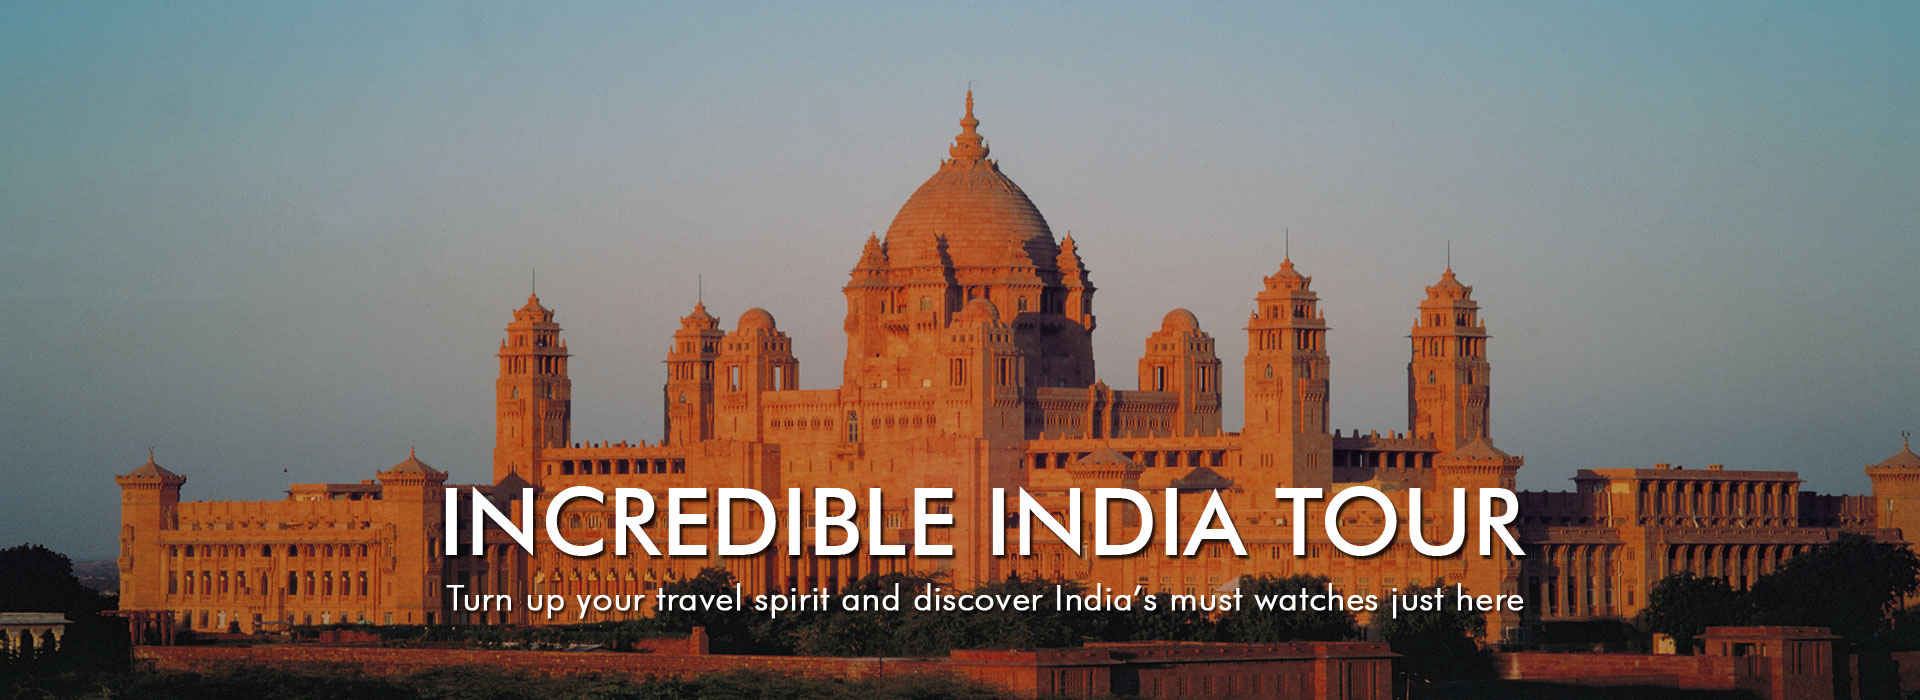 INCREDIBLE INDIA TOUR
Turn up your travel spirit and discover India's must watches just here